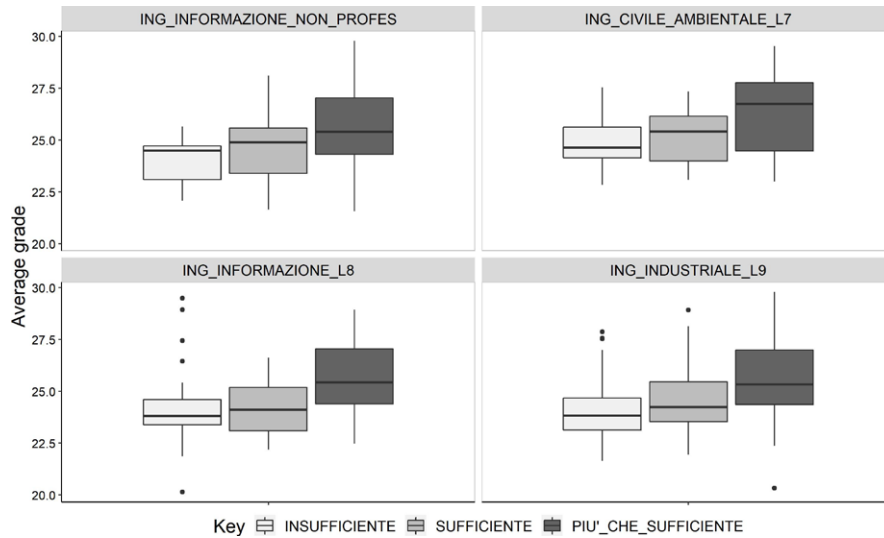 ING_INFORMAZIONE_NON_PROFES
ING_CIVILE_AMBIENTALE_L7
30.0
27.5
25.0
22.5
20.0
ING_INFORMAZIONE_L8
ING_INDUSTRIALE_L9
30.0
27.5
25.0
22.5
20.0
Average grade
Key INSUFFICIENTE SUFFICIENTE PIU'_CHE_SUFFICIENTE